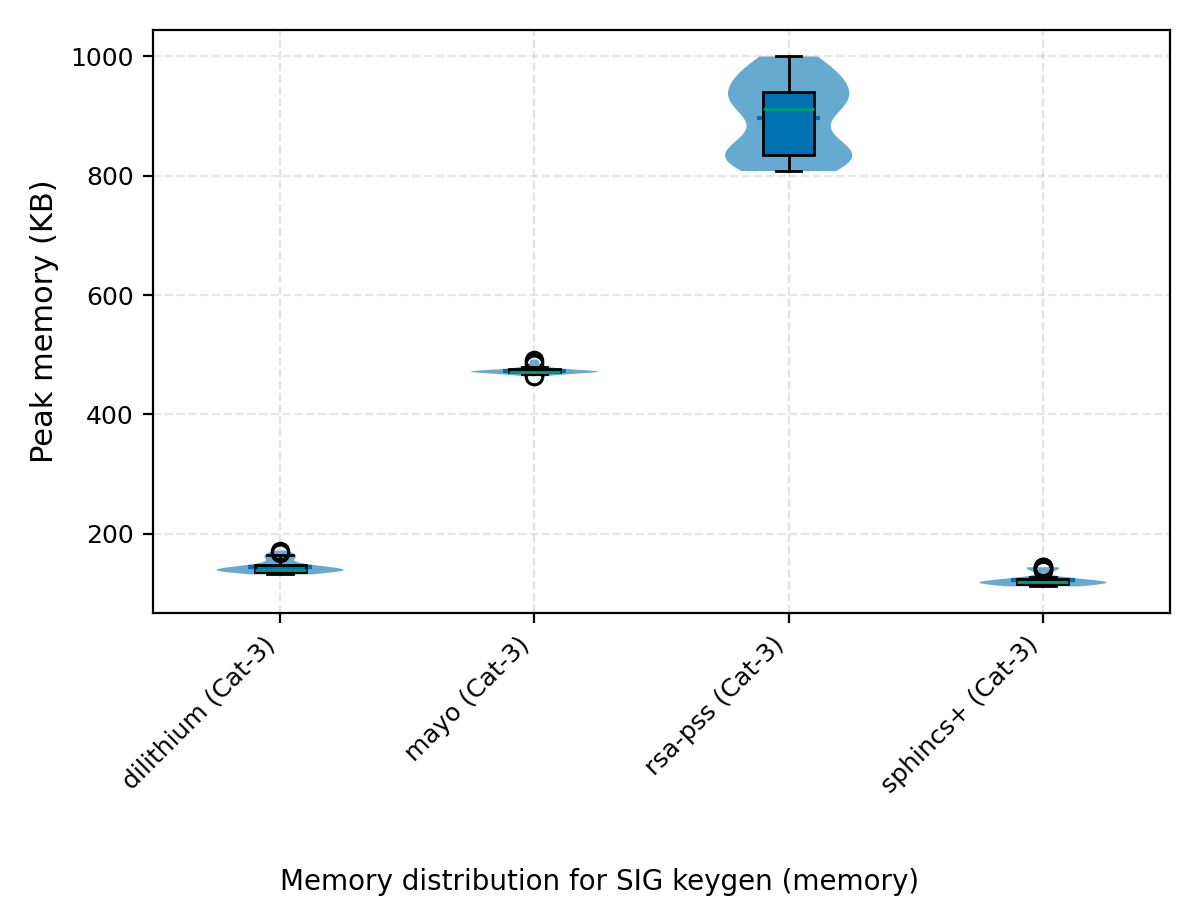 Peak memory (KB)
1000
800
600
400
200
dilithium (Cat-3)
mayo (Cat-3)
rsa-pss (Cat-3)
sphincs+ (Cat-3)
Memory distribution for SIG keygen (memory)